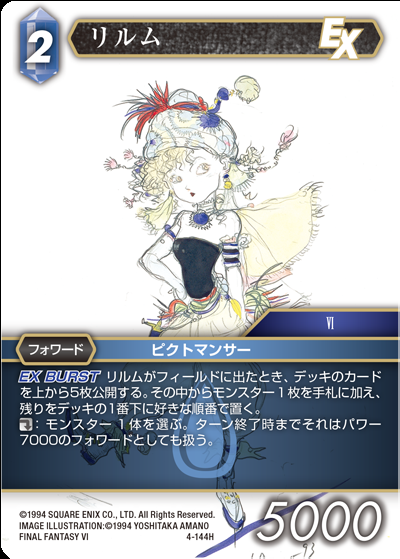 2
リルム
EX
VI
フォワード
ピクトマンサー
EX BURST リルムがフィールドに出たとき、デッキのカード
を上から5枚公開する。その中からモンスター1枚を手札に加え、
残りをデッキの1番下に好きな順番で置く。
：モンスター1体を選ぶ。ターン終了時までそれはパワー
7000のフォワードとしても扱う。
©1994 SQUARE ENIX CO., LTD. All Rights Reserved.
IMAGE ILLUSTRATION:©1994 YOSHITAKA AMANO
FINAL FANTASY VI
4-144H
5000